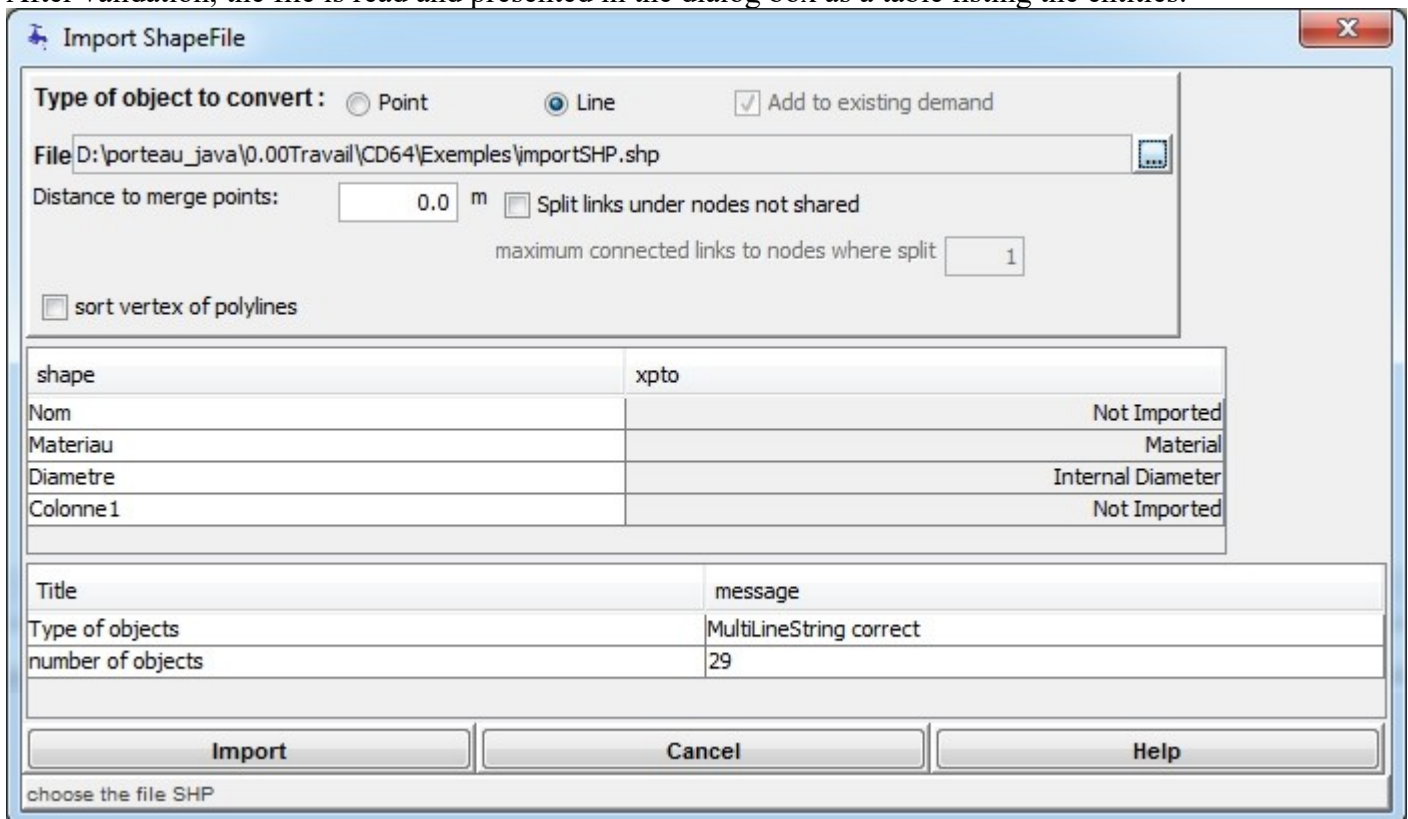 After validation, the file is read and presented in the dialog box as a table listing the entities.
Import ShapeFile
Type of object to convert : Point Line Add to existing demand
File D:\porteau_java\0.00Travail\CD64\Exemples\importSHP.shp ...
Distance to merge points: 0.0 m Split links under nodes not shared
maximum connected links to nodes where split 1
sort vertex of polylines
shape xpto
Nom Not Imported
Materiau Material
Diametre Internal Diameter
Colonne1 Not Imported
Title message
Type of objects MultiLineString correct
number of objects 29
Import Cancel Help
choose the file SHP